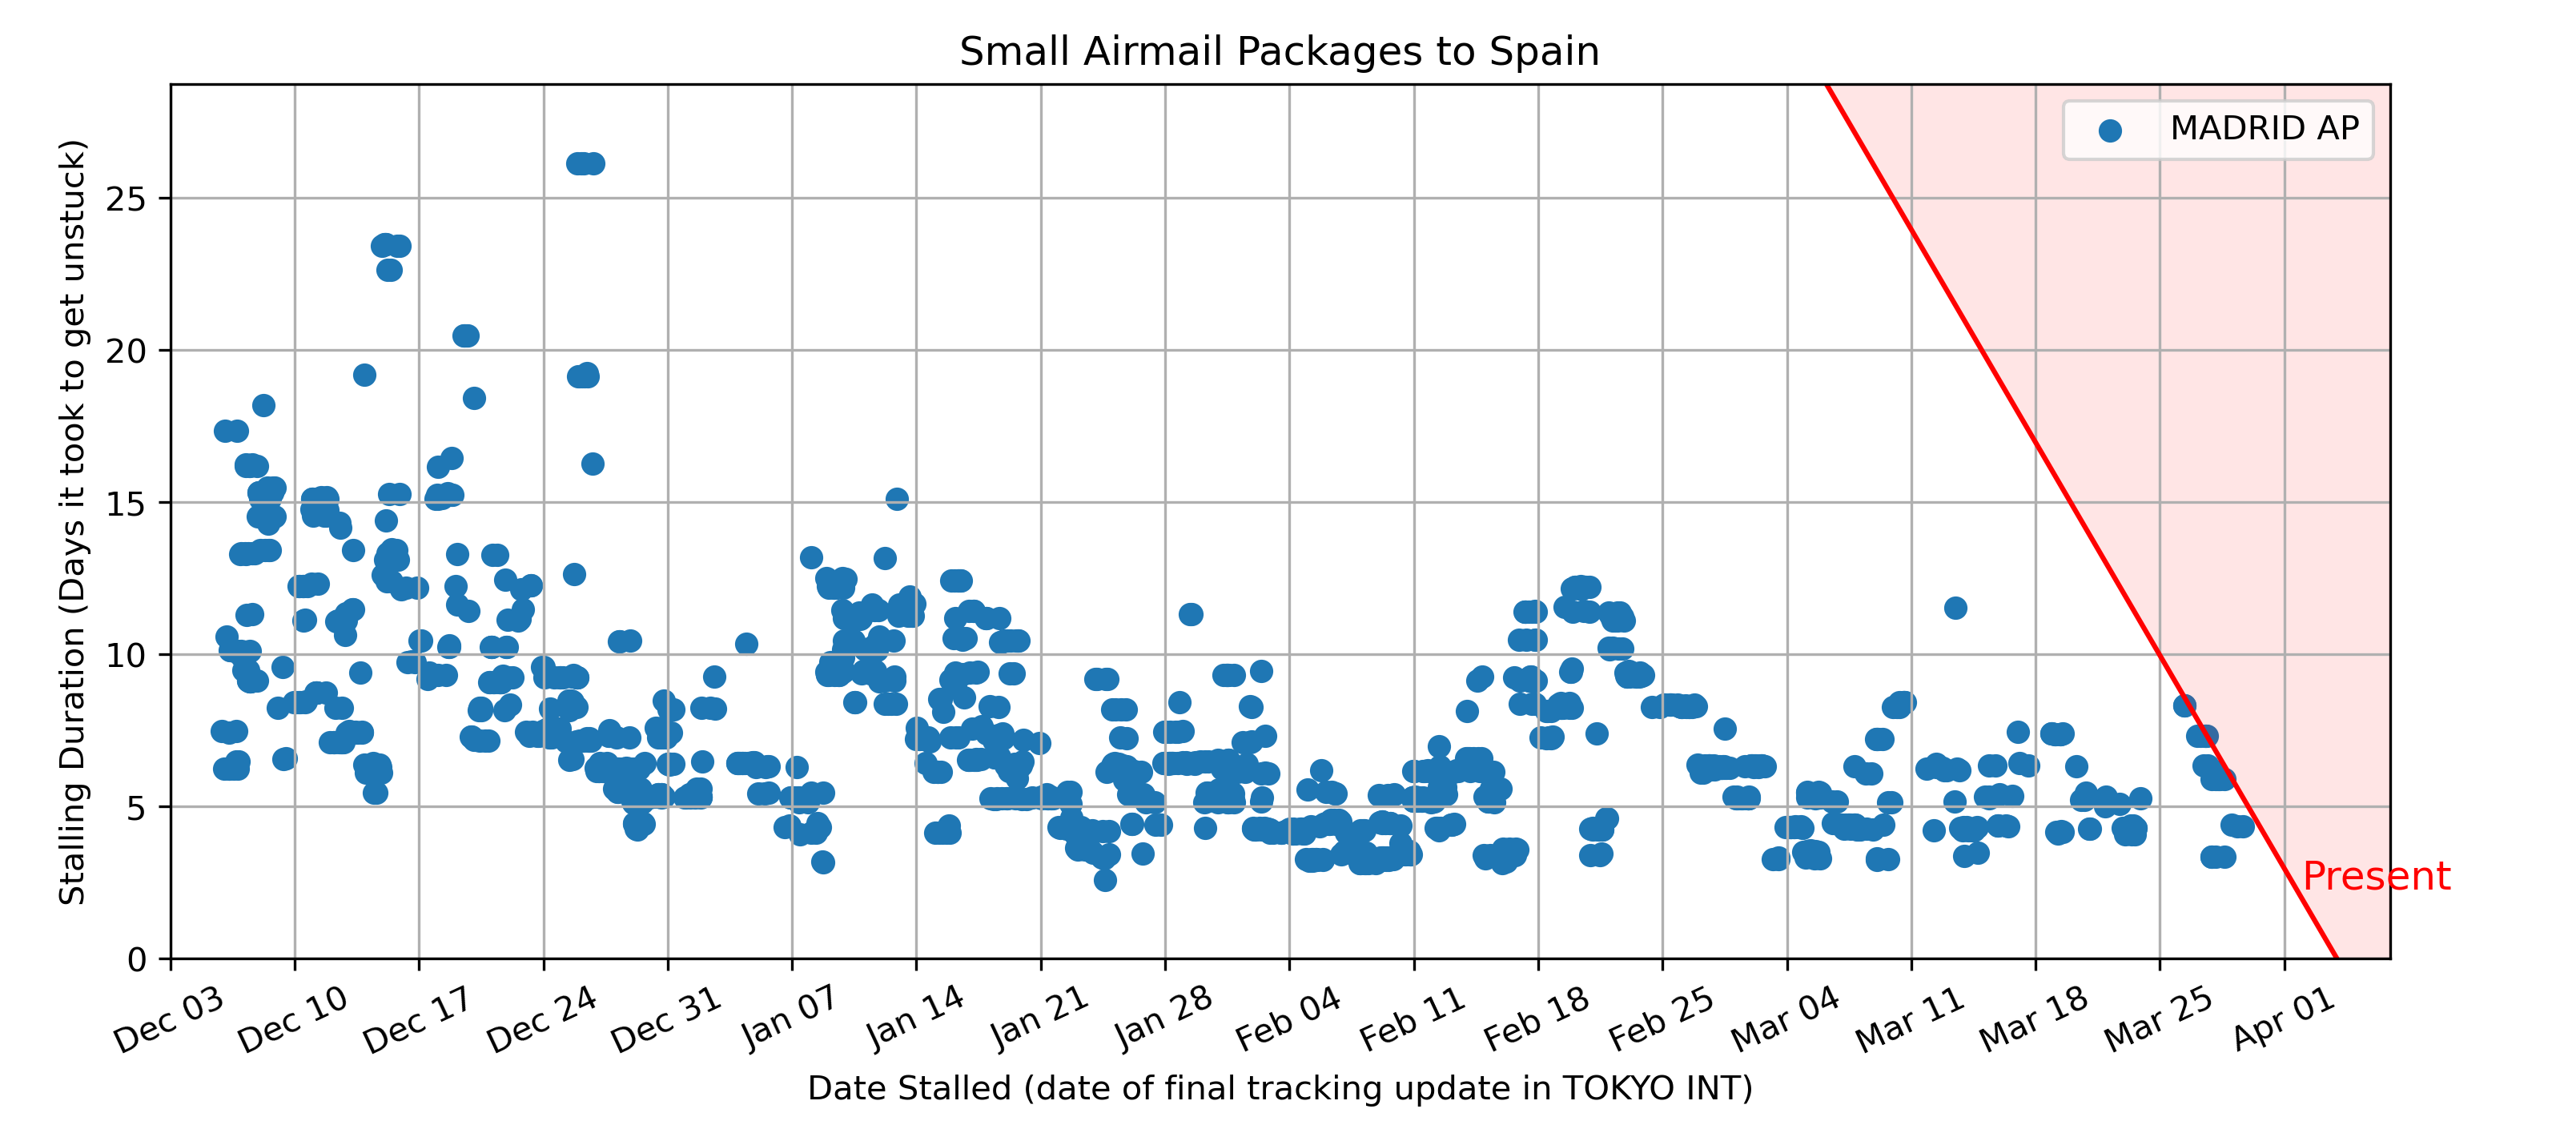 Small Airmail Packages to Spain
MADRID AP
Stalling Duration (Days it took to get unstuck)
25
20
15
10
5
0
Present
Dec 03
Dec 10
Dec 17
Dec 24
Dec 31
Jan 07
Jan 14
Jan 21
Jan 28
Feb 04
Feb 11
Feb 18
Feb 25
Mar 04
Mar 11
Mar 18
Mar 25
Apr 01
Date Stalled (date of final tracking update in TOKYO INT)